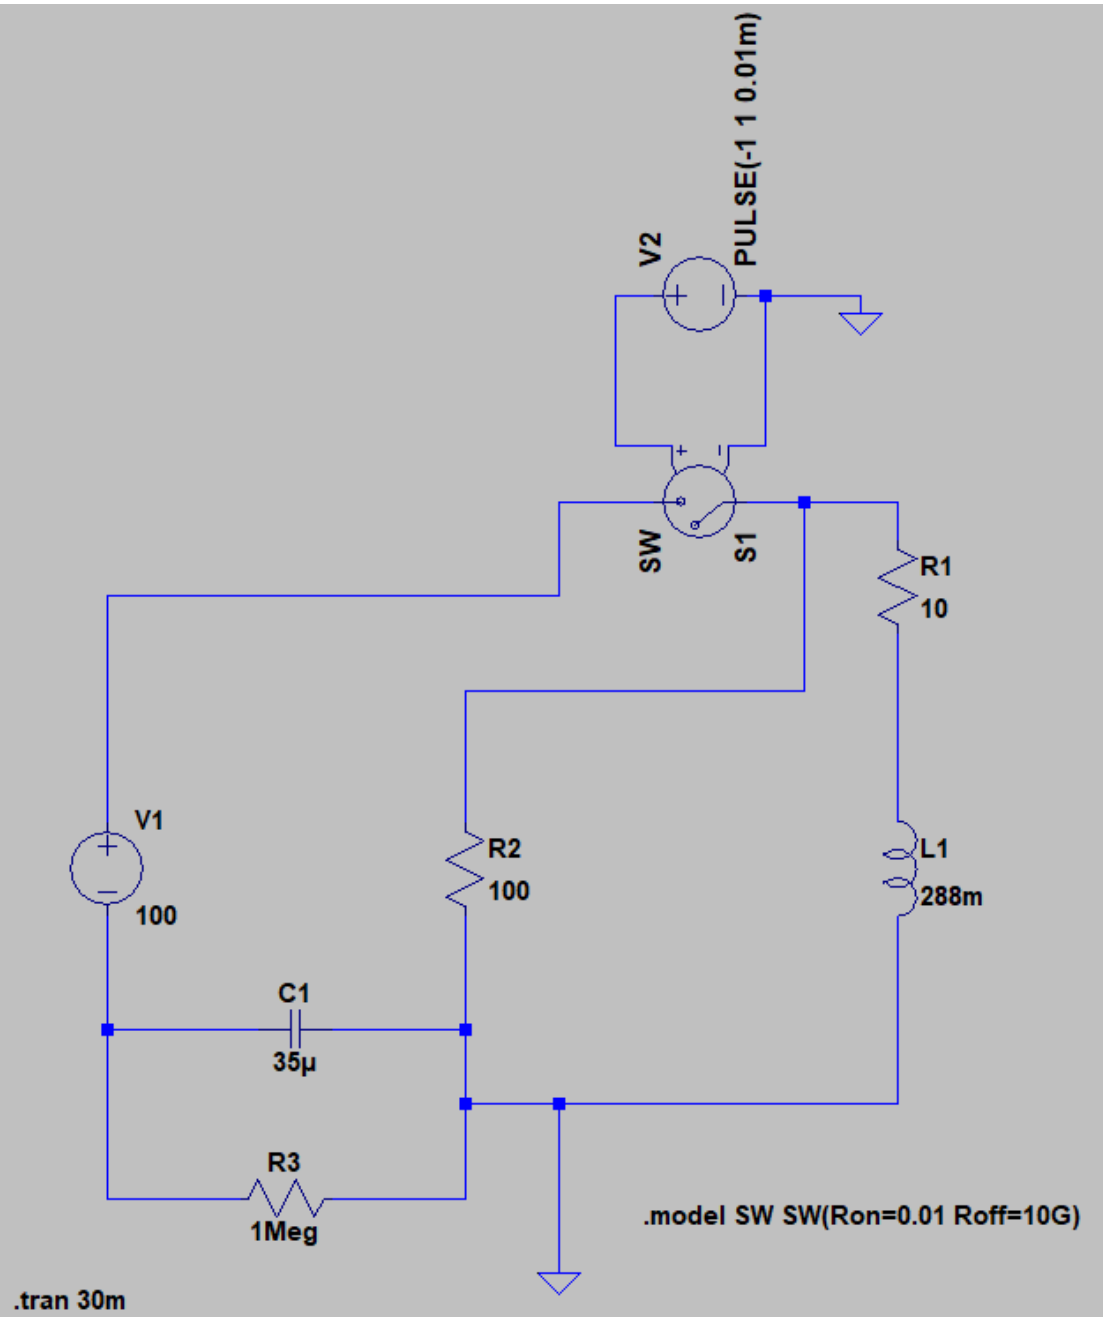 PULSE(-1 1 0.01m)
V2
+
+
SW
S1
R1
10
V1
+
100
R2
100
L1
288m
C1
35µ
R3
1Meg
.model SW SW(Ron=0.01 Roff=10G)
.tran 30m